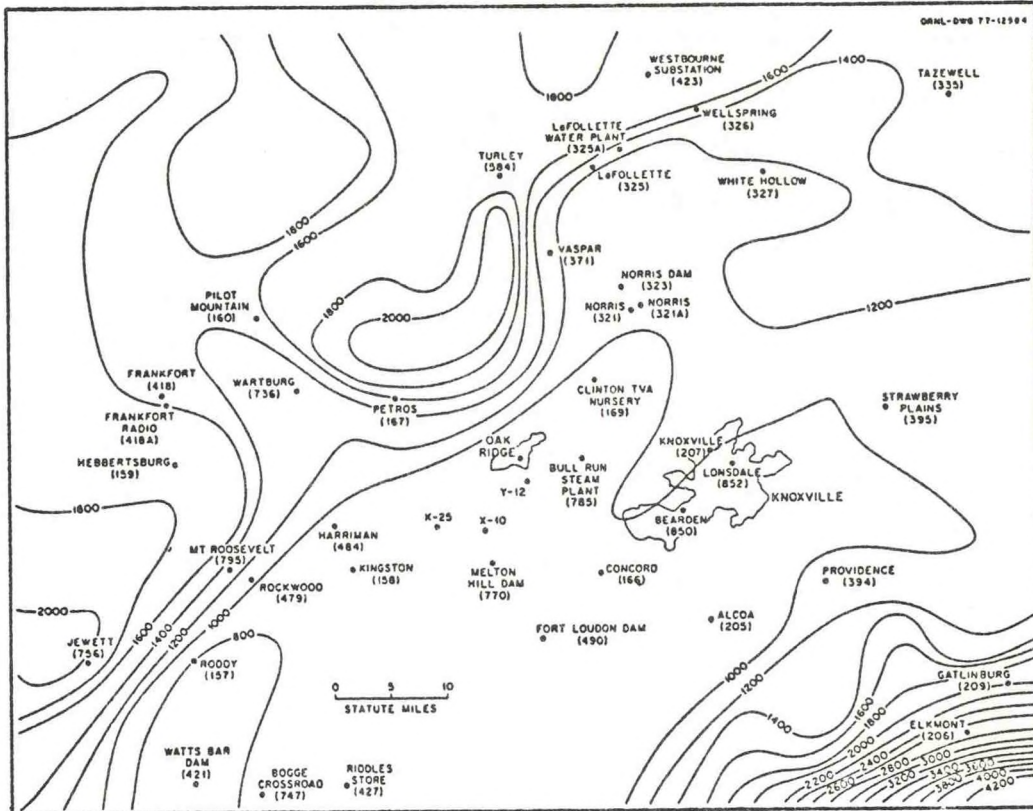 ORNL-DWG 77-12504
WESTBOURNE
SUBSTATION
(423)
1600
1400
TAZEWELL
(335)
1800
WELLSPRING
(326)
LaFOLLETTE
WATER PLANT
(325A)
TURLEY
(584)
LaFOLLETTE
(325)
WHITE HOLLOW
(327)
1800
1600
VASPAR
(371)
NORRIS DAM
(323)
NORRIS
(321)
NORRIS
(321A)
1800
2000
1200
PILOT
MOUNTAIN
(160)
FRANKFORT
(418)
WARTBURG
(736)
CLINTON TVA
NURSERY
(169)
PETROS
(167)
STRAWBERRY
PLAINS
(395)
FRANKFORT
RADIO
(418A)
OAK
RIDGE
KNOXVILLE
(207)
HEBBERTSBURG
(159)
BULL RUN
STEAM
PLANT
(785)
LONSDALE
(852)
Y-12
KNOXVILLE
1800
K-25
X-10
BEARDEN
(850)
HARRIMAN
(484)
MT ROOSEVELT
(795)
KINGSTON
(158)
MELTON
HILL DAM
(770)
CONCORD
(166)
PROVIDENCE
(394)
ROCKWOOD
(479)
2000
1600
1400
1200
1000
800
ALCOA
(205)
FORT LOUDON DAM
(490)
JEWETT
(756)
RODDY
(157)
1000
1200
GATLINBURG
(209)
0 5 10
STATUTE MILES
1400
1600
1800
ELKMONT
(206)
WATTS BAR
DAM
(421)
BOGGE
CROSSROAD
(747)
RIDDLES
STORE
(427)
2000
2200
2400
2600
2800
3000
3200
3400
3600
3800
4000
4200